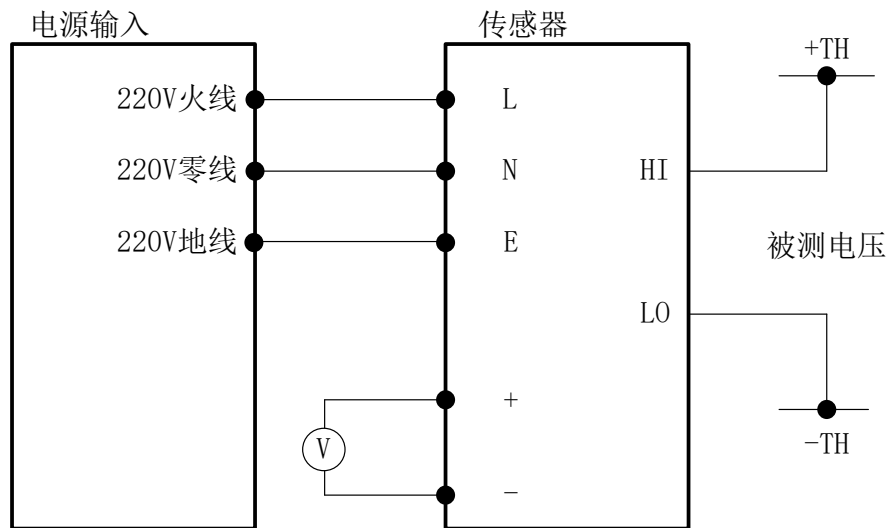 电源输入
传感器
+TH
220V火线
L
220V零线
N
HI
220V地线
E
被测电压
LO
+
V
-TH
-